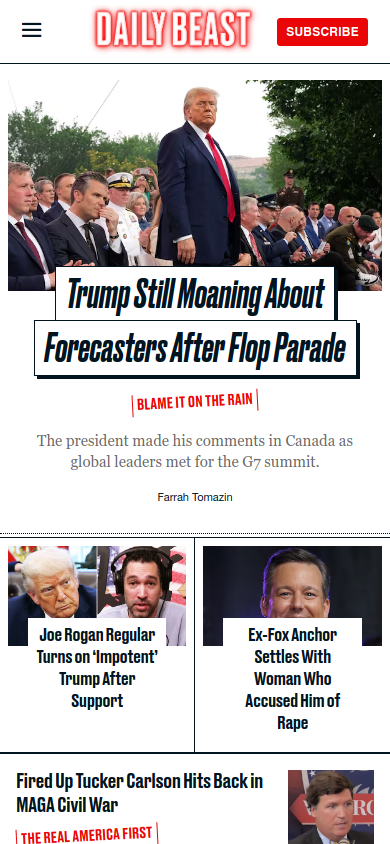 DAILY BEAST
SUBSCRIBE
Trump Still Moaning About
Forecasters After Flop Parade
BLAME IT ON THE RAIN
The president made his comments in Canada as
global leaders met for the G7 summit.
Farrah Tomazin
Joe Rogan Regular
Turns on ‘Impotent’
Trump After
Support
Ex-Fox Anchor
Settles With
Woman Who
Accused Him of
Rape
Fired Up Tucker Carlson Hits Back in
MAGA Civil War
THE REAL AMERICA FIRST